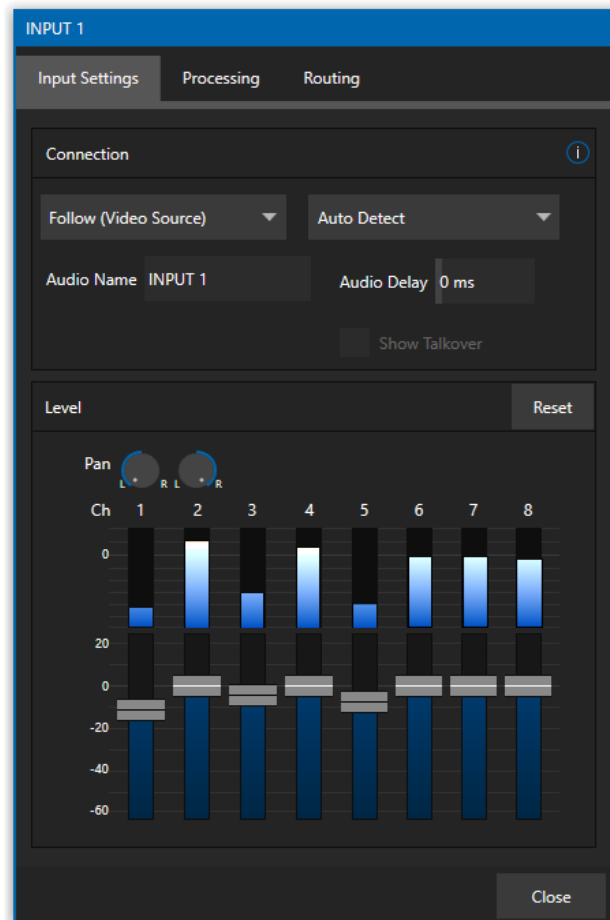 INPUT 1
Input Settings Processing Routing
Connection i
Follow (Video Source) Auto Detect
Audio Name INPUT 1 Audio Delay 0 ms
Show Talkover
Level Reset
Pan L R L R
Ch 1 2 3 4 5 6 7 8
0
20
0
-20
-40
-60
Close